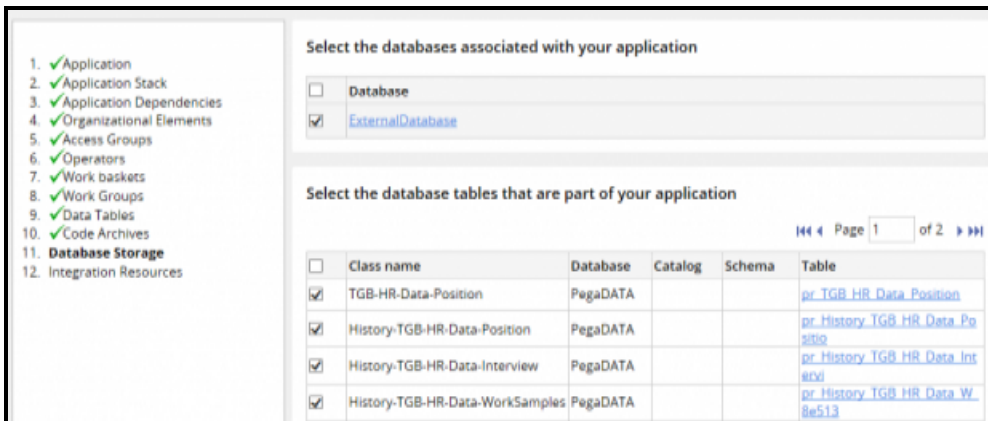 1. Application
2. Application Stack
3. Application Dependencies
4. Organizational Elements
5. Access Groups
6. Operators
7. Work baskets
8. Work Groups
9. Data Tables
10. Code Archives
11. Database Storage
12. Integration Resources
Select the databases associated with your application
Database
ExternalDatabase
Select the database tables that are part of your application
Page 1 of 2
Class name Database Catalog Schema Table
TGB-HR-Data-Position PegaDATA pr_TGB_HR_Data_Position
History-TGB-HR-Data-Position PegaDATA pr_History_TGB_HR_Data_Po
sitio
History-TGB-HR-Data-Interview PegaDATA pr_History_TGB_HR_Data_Int
ervi
History-TGB-HR-Data-WorkSamples PegaDATA pr_History_TGB_HR_Data_W_
8e513